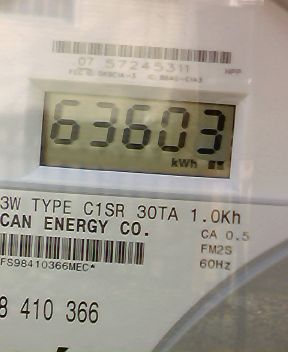 07 57245311 HPP
63603
kWh
3W TYPE C1SR 30TA 1.0Kh
CAN ENERGY CO.
CA 0.5
FM2S
60Hz
FS98410366MEC*
8 410 366